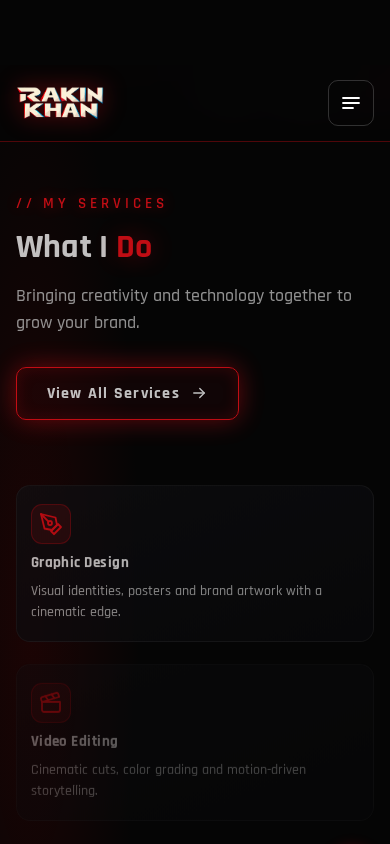 RAKIN
KHAN
// MY SERVICES
What I Do
Bringing creativity and technology together to
grow your brand.
View All Services
Graphic Design
Visual identities, posters and brand artwork with a
cinematic edge.
Video Editing
Cinematic cuts, color grading and motion-driven
storytelling.